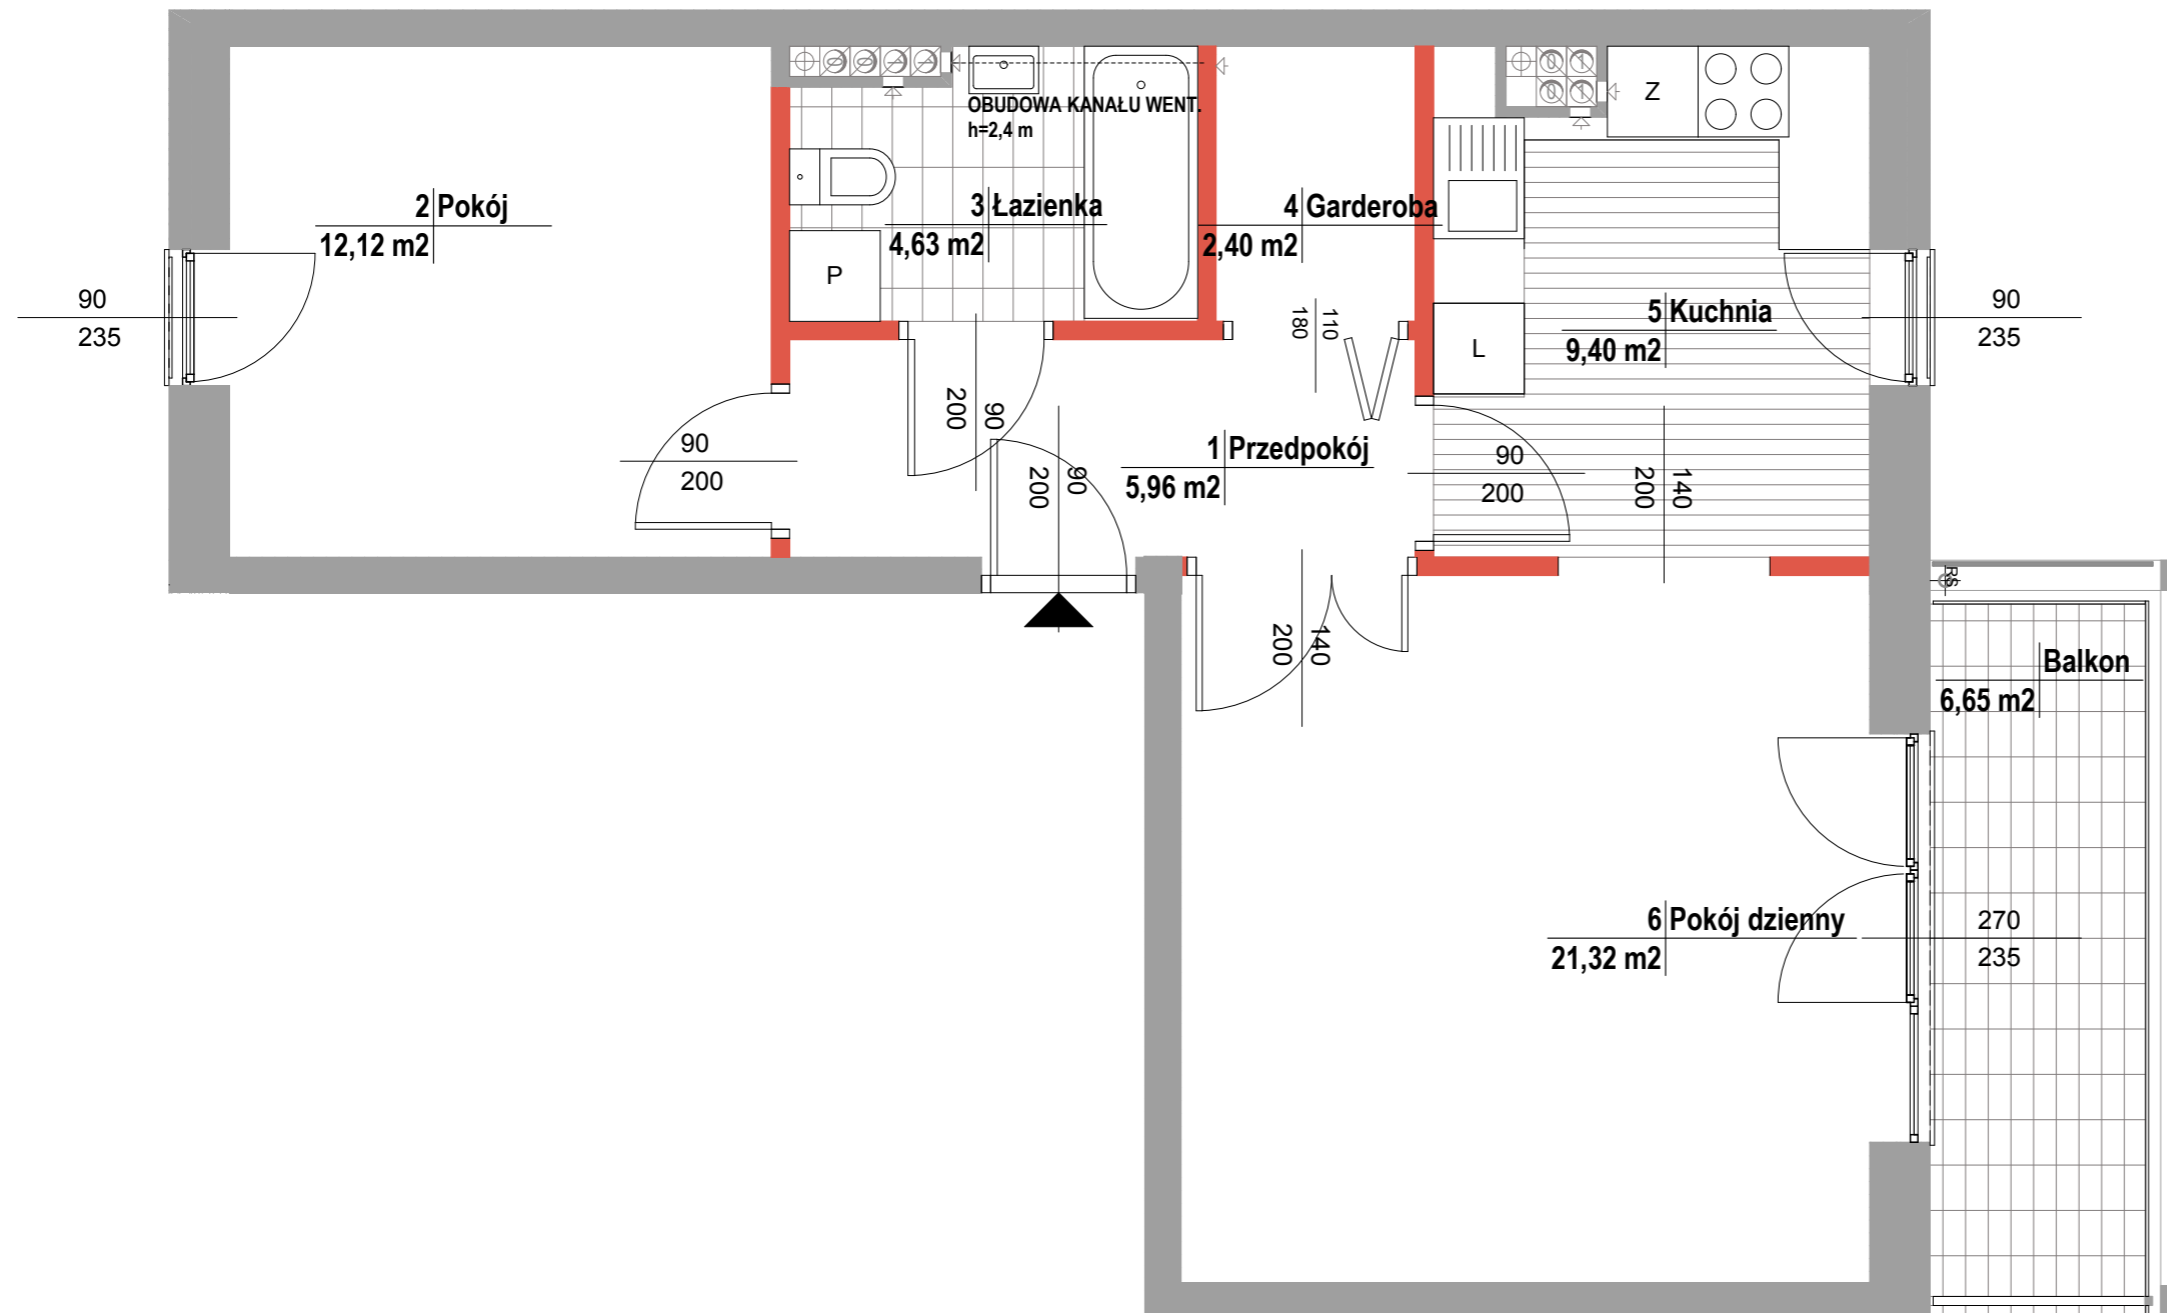 OBUDOWA KANAŁU WENT.
h=2,4 m
Z
2 Pokój
12,12 m2
3 Łazienka
4,63 m2
4 Garderoba
2,40 m2
P
L
5 Kuchnia
9,40 m2
90
235
90
235
110
180
90
200
90
200
90
200
1 Przedpokój
5,96 m2
90
200
140
200
140
200
RS
Balkon
6,65 m2
6 Pokój dzienny
21,32 m2
270
235